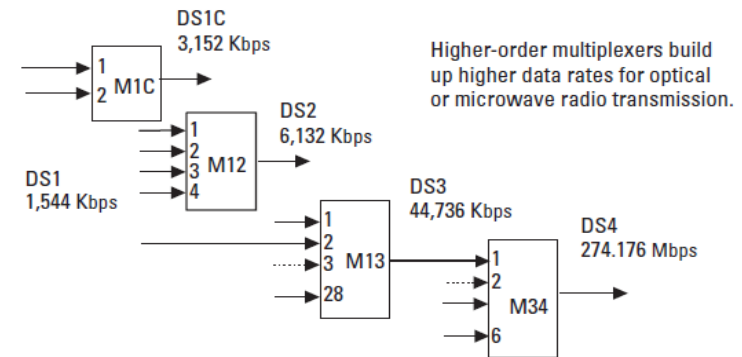 DS1C
3,152 Kbps
Higher-order multiplexers build
up higher data rates for optical
or microwave radio transmission.
1
2
M1C
DS2
6,132 Kbps
1
2
3
4
M12
DS1
1,544 Kbps
DS3
44,736 Kbps
1
2
3
28
M13
DS4
274.176 Mbps
1
2
6
M34